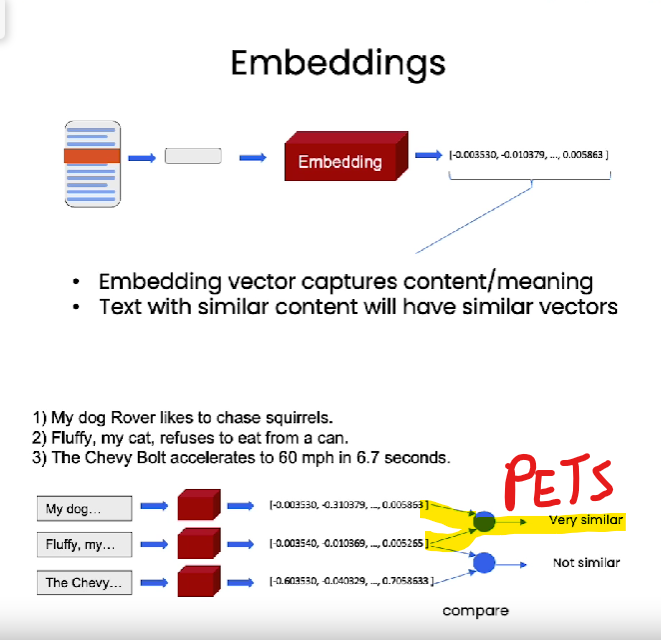 Embeddings
Embedding
[-0.003530, -0.010379, ..., 0.005863 ]
• Embedding vector captures content/meaning
• Text with similar content will have similar vectors
1) My dog Rover likes to chase squirrels.
2) Fluffy, my cat, refuses to eat from a can.
3) The Chevy Bolt accelerates to 60 mph in 6.7 seconds.
PETS
My dog...
[-0.003530, -0.310379, ..., 0.005863 ]
Very similar
Fluffy, my...
[-0.003540, -0.010369, ..., 0.005265 ]
Not similar
The Chevy...
[-0.603530, -0.040329, ..., 0.7058633 ]
compare